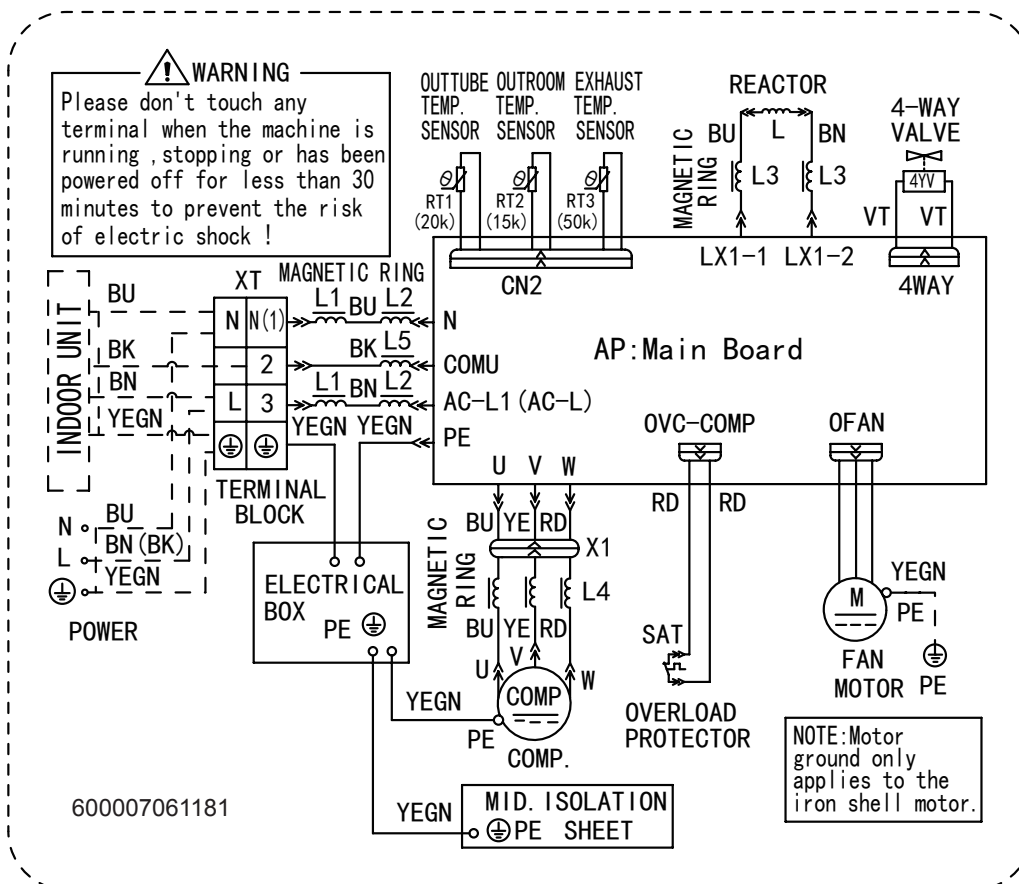 WARNING
Please don't touch any
terminal when the machine is
running ,stopping or has been
powered off for less than 30
minutes to prevent the risk
of electric shock !
OUTTUBE
TEMP.
SENSOR
OUTROOM
TEMP.
SENSOR
EXHAUST
TEMP.
SENSOR
RT1
(20k)
RT2
(15k)
RT3
(50k)
CN2
REACTOR
BU
L
BN
MAGNETIC
RING
L3
L3
LX1-1
LX1-2
4-WAY
VALVE
4YV
VT
VT
4WAY
INDOOR UNIT
BU
BK
BN
YEGN
XT
N
N(1)
2
L
3
TERMINAL
BLOCK
MAGNETIC RING
L1
BU
L2
BK
L5
L1
BN
L2
YEGN
YEGN
N
COMU
AC-L1(AC-L)
PE
AP:Main Board
OVC-COMP
OFAN
U
V
W
N
BU
L
BN(BK)
YEGN
POWER
ELECTRICAL
BOX
PE
MAGNETIC
RING
BU
YE
RD
X1
L4
BU
YE
RD
U
V
W
COMP
YEGN
PE
COMP.
RD
RD
SAT
OVERLOAD
PROTECTOR
M
YEGN
PE
FAN
MOTOR
PE
NOTE:Motor
ground only
applies to the
iron shell motor.
600007061181
YEGN
MID. ISOLATION
PE SHEET